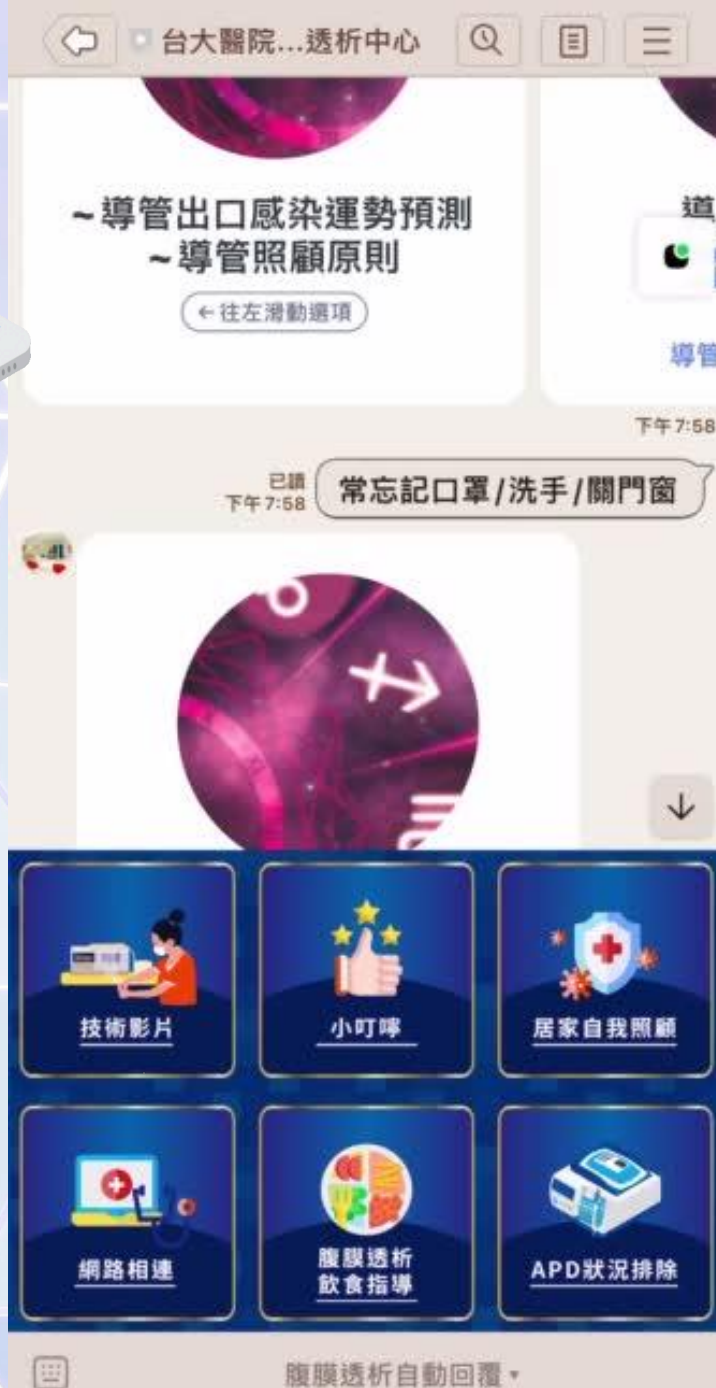 台大醫院...透析中心
~導管出口感染運勢預測
~導管照顧原則
←往左滑動選項
導管
下午7:58
已讀
下午7:58
常忘記口罩/洗手/關門窗
技術影片
小叮嚀
居家自我照顧
網路相連
腹膜透析
飲食指導
APD狀況排除
腹膜透析自動回覆▾